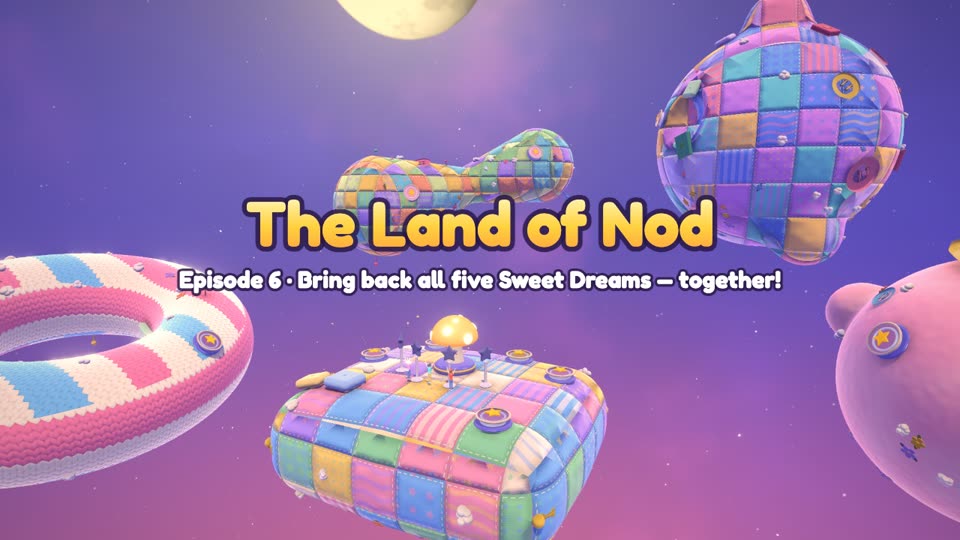 The Land of Nod
Episode 6 • Bring back all five Sweet Dreams — together!